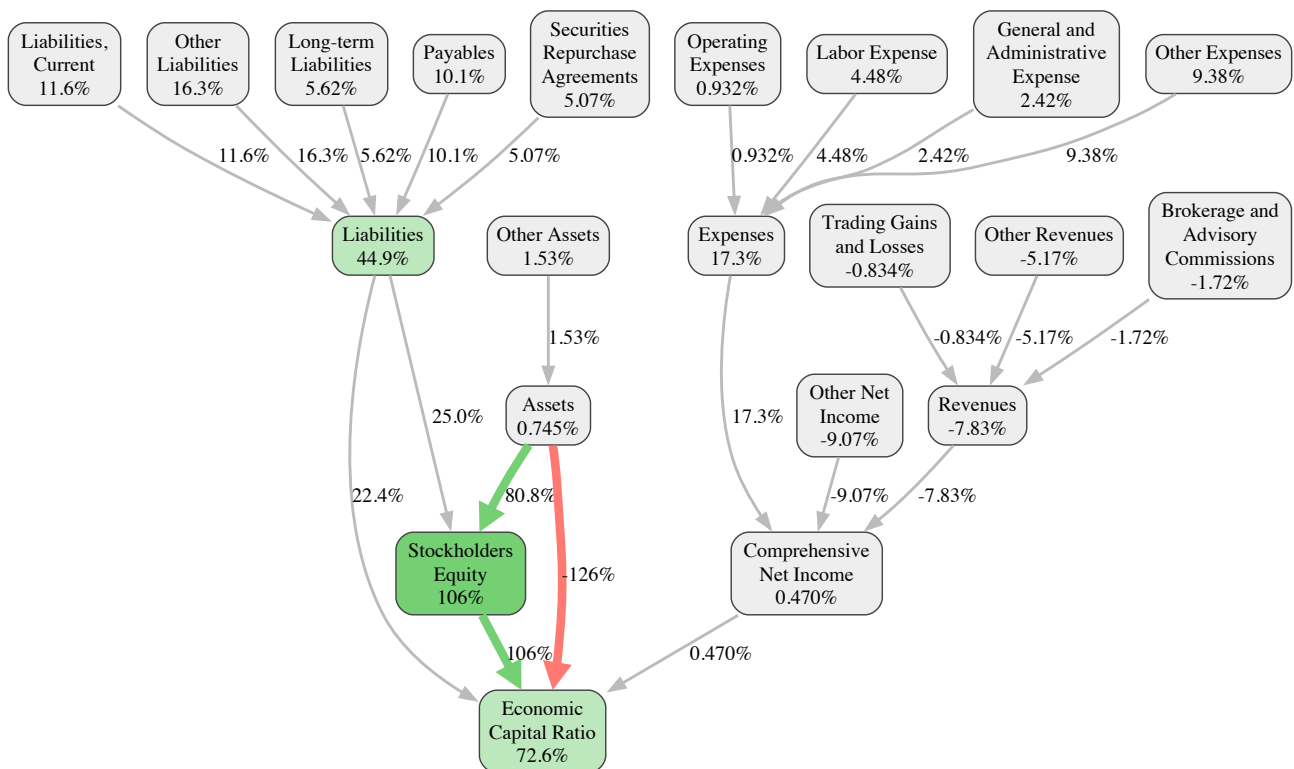 Liabilities,
Current
11.6%
Other
Liabilities
16.3%
Long-term
Liabilities
5.62%
Payables
10.1%
Securities
Repurchase
Agreements
5.07%
Operating
Expenses
0.932%
Labor Expense
4.48%
General and
Administrative
Expense
2.42%
Other Expenses
9.38%
11.6%
16.3%
5.62%
10.1%
5.07%
0.932%
4.48%
2.42%
9.38%
Liabilities
44.9%
Other Assets
1.53%
Expenses
17.3%
Trading Gains
and Losses
-0.834%
Other Revenues
-5.17%
Brokerage and
Advisory
Commissions
-1.72%
1.53%
-0.834%
-5.17%
-1.72%
25.0%
Assets
0.745%
17.3%
Other Net
Income
-9.07%
Revenues
-7.83%
22.4%
80.8%
-9.07%
-7.83%
Stockholders
Equity
106%
-126%
Comprehensive
Net Income
0.470%
106%
0.470%
Economic
Capital Ratio
72.6%